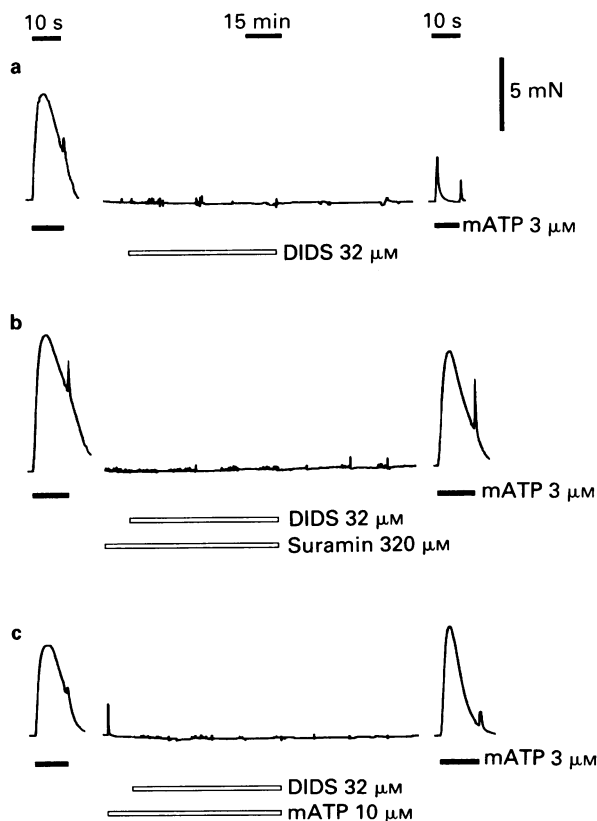 10 s 15 min 10 s
a
5 mN
mATP 3 μM
DIDS 32 μM
b
mATP 3 μM
DIDS 32 μM
Suramin 320 μM
c
mATP 3 μM
DIDS 32 μM
mATP 10 μM